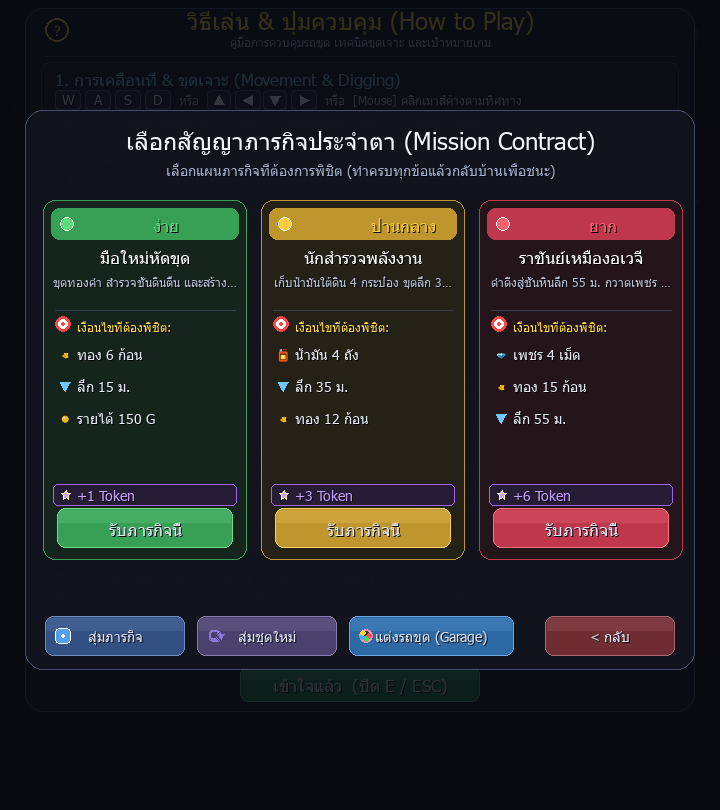 ?
วิธีเล่น & ปุ่มควบคุม (How to Play)
คู่มือการควบคุมรถขุด เทคนิคขุดเจาะ และเป้าหมายเกม
1. การเคลื่อนที่ & ขุดเจาะ (Movement & Digging)
W A S D หรือ ▲ ◀ ▼ ▶ หรือ [Mouse] คลิกเมาส์ค้างตามทิศทาง
เลือกสัญญาภารกิจประจำตา (Mission Contract)
เลือกแผนภารกิจที่ต้องการพิชิต (ทำครบทุกข้อแล้วกลับบ้านเพื่อชนะ)
ง่าย
มือใหม่หัดขุด
ขุดทองคำ สำรวจชั้นดินตื้น และสร้าง...
เงื่อนไขที่ต้องพิชิต:
ทอง 6 ก้อน
ลึก 15 ม.
รายได้ 150 G
+1 Token
รับภารกิจนี้
ปานกลาง
นักสำรวจพลังงาน
เก็บน้ำมันใต้ดิน 4 กระป๋อง ขุดลึก 3...
เงื่อนไขที่ต้องพิชิต:
น้ำมัน 4 ถัง
ลึก 35 ม.
ทอง 12 ก้อน
+3 Token
รับภารกิจนี้
ยาก
ราชันย์เหมืองอเวจี
ดำดิ่งสู่ชั้นหินลึก 55 ม. กวาดเพชร ...
เงื่อนไขที่ต้องพิชิต:
เพชร 4 เม็ด
ทอง 15 ก้อน
ลึก 55 ม.
+6 Token
รับภารกิจนี้
สุ่มภารกิจ
สุ่มชุดใหม่
แต่งรถขุด (Garage)
< กลับ
เข้าใจแล้ว (ปิด E / ESC)